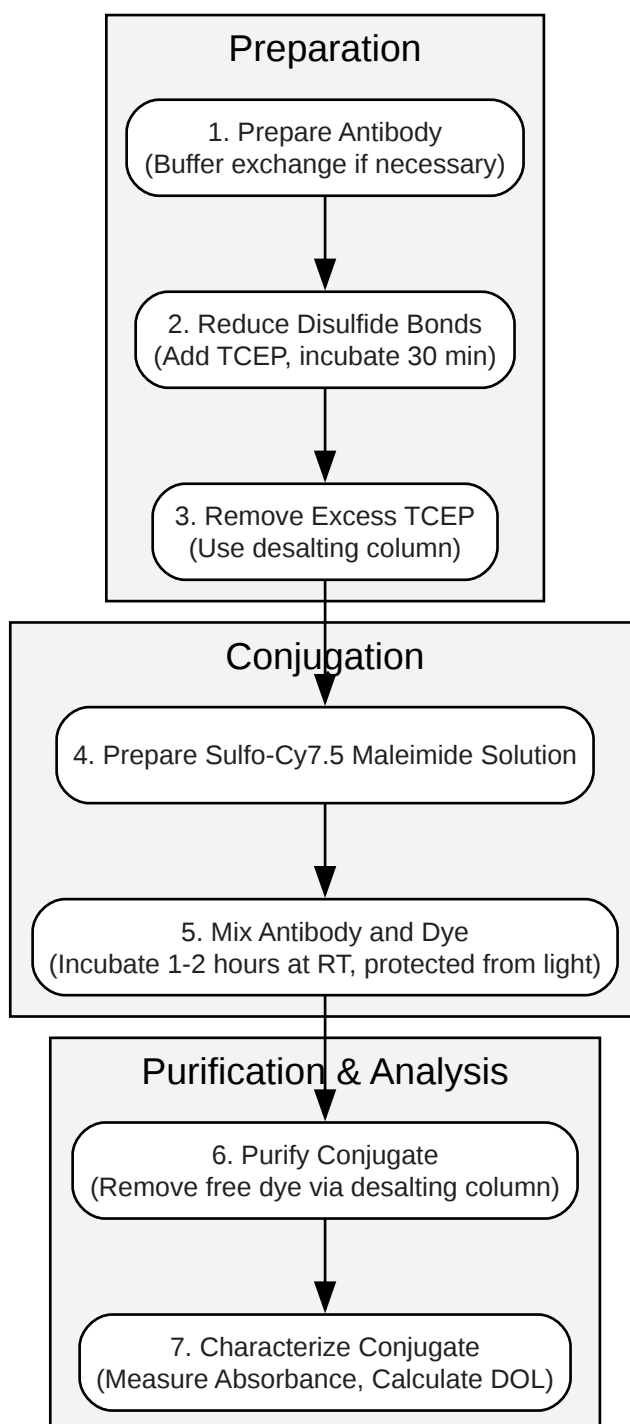 Preparation
1. Prepare Antibody
(Buffer exchange if necessary)
2. Reduce Disulfide Bonds
(Add TCEP, incubate 30 min)
3. Remove Excess TCEP
(Use desalting column)
Conjugation
4. Prepare Sulfo-Cy7.5 Maleimide Solution
5. Mix Antibody and Dye
(Incubate 1-2 hours at RT, protected from light)
Purification & Analysis
6. Purify Conjugate
(Remove free dye via desalting column)
7. Characterize Conjugate
(Measure Absorbance, Calculate DOL)